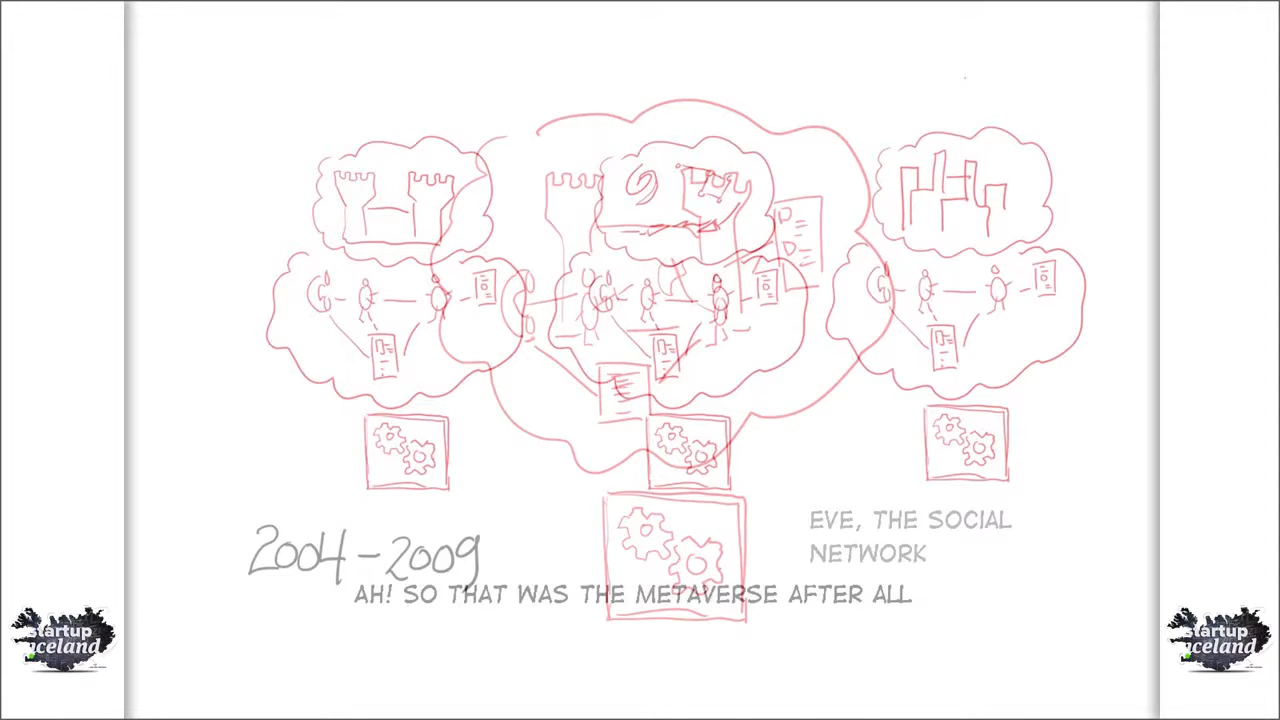 2004-2009
EVE, THE SOCIAL
NETWORK
AH! SO THAT WAS THE METAVERSE AFTER ALL
startup
iceland
startup
iceland